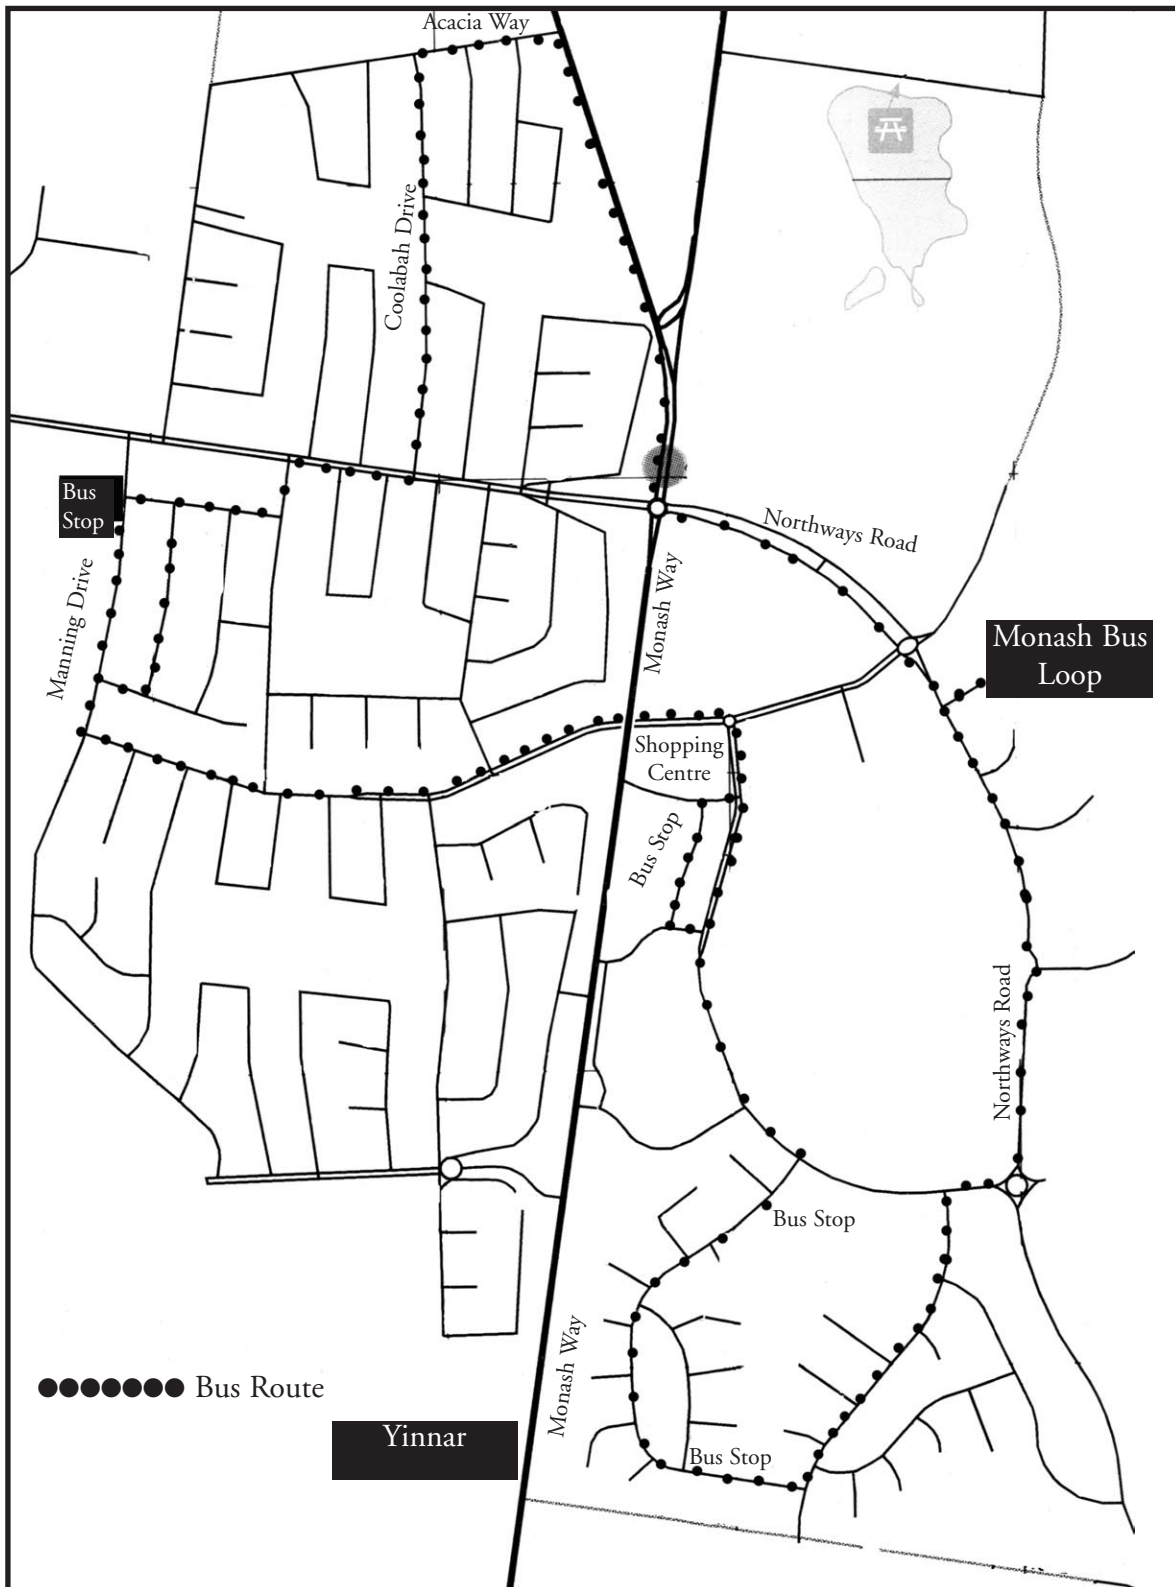 Acacia Way
Coolabah Drive
Bus
Stop
Northways Road
Manning Drive
Monash Way
Monash Bus
Loop
Shopping
Centre
Bus Stop
Northways Road
Bus Stop
Monash Way
Bus Route
Yinnar
Bus Stop